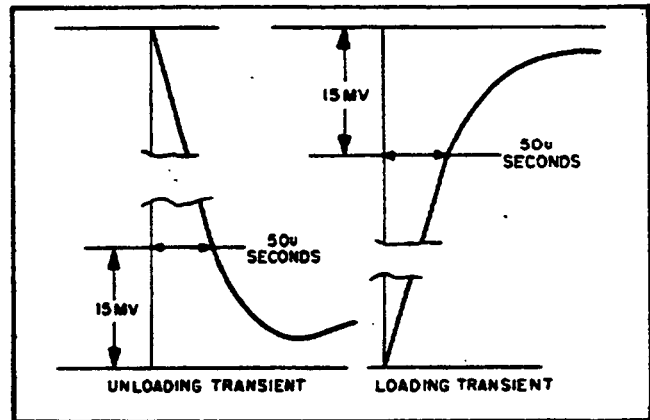 15 MV
50u
SECONDS
50u
SECONDS
15 MV
UNLOADING TRANSIENT
LOADING TRANSIENT